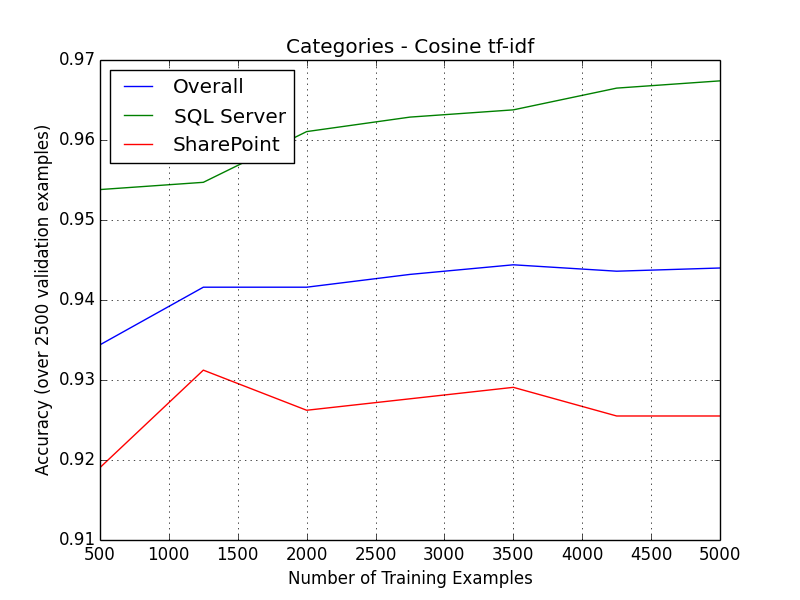 Categories - Cosine tf-idf
Overall
SQL Server
SharePoint
Accuracy (over 2500 validation examples)
0.97
0.96
0.95
0.94
0.93
0.92
0.91
500 1000 1500 2000 2500 3000 3500 4000 4500 5000
Number of Training Examples